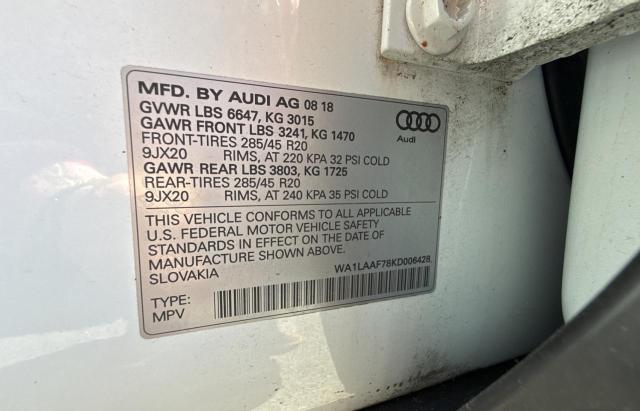 MFD. BY AUDI AG 08 18
GVWR LBS 6647, KG 3015
GAWR FRONT LBS 3241, KG 1470
FRONT-TIRES 285/45 R20
9JX20 RIMS, AT 220 KPA 32 PSI COLD
GAWR REAR LBS 3803, KG 1725
REAR-TIRES 285/45 R20
9JX20 RIMS, AT 240 KPA 35 PSI COLD
Audi
THIS VEHICLE CONFORMS TO ALL APPLICABLE
U.S. FEDERAL MOTOR VEHICLE SAFETY
STANDARDS IN EFFECT ON THE DATE OF
MANUFACTURE SHOWN ABOVE.
SLOVAKIA
WA1LAAF78KD006428
TYPE:
MPV